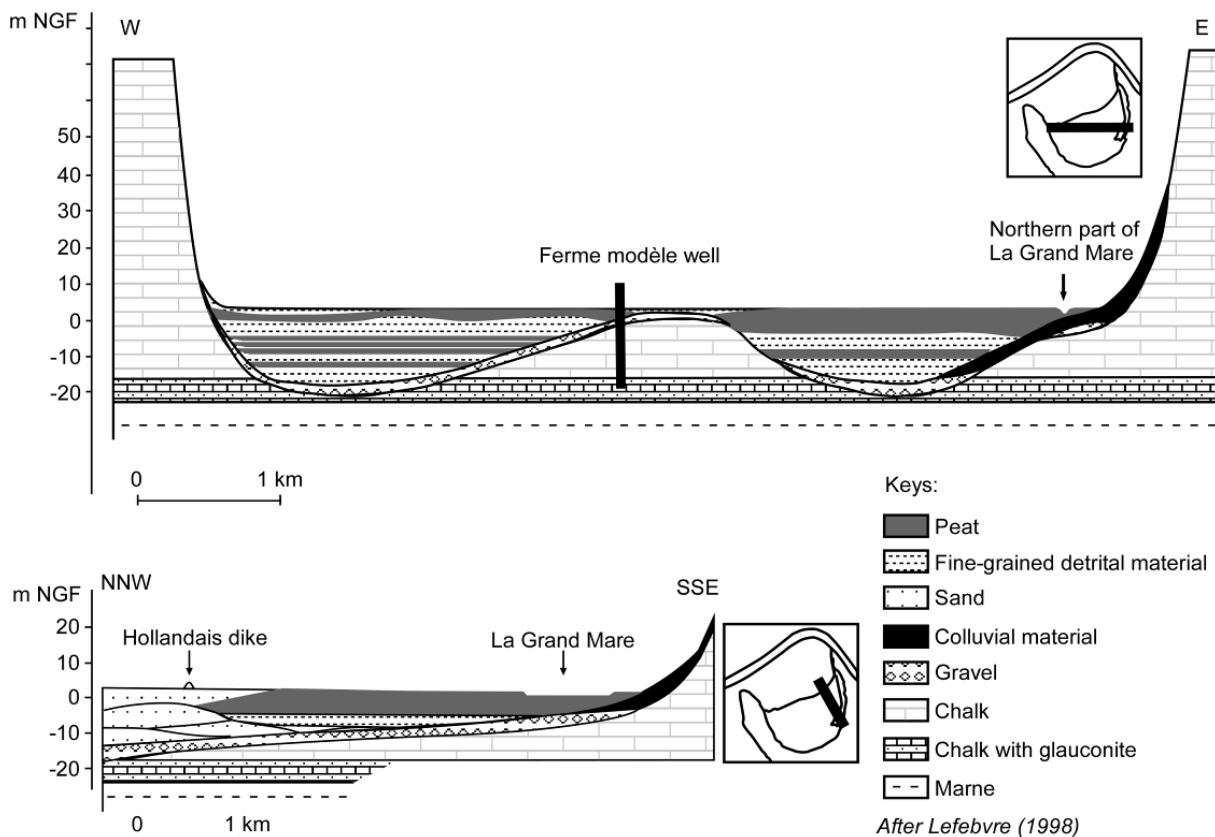 m NGF
W
E
50
40
30
20
10
0
-10
-20
Ferme modèle well
Northern part of
La Grand Mare
0 1 km
Keys:
Peat
Fine-grained detrital material
Sand
Colluvial material
Gravel
Chalk
Chalk with glauconite
Marne
After Lefebvre (1998)
NNW
SSE
m NGF
20
10
0
-10
-20
Hollandais dike
La Grand Mare
0 1 km